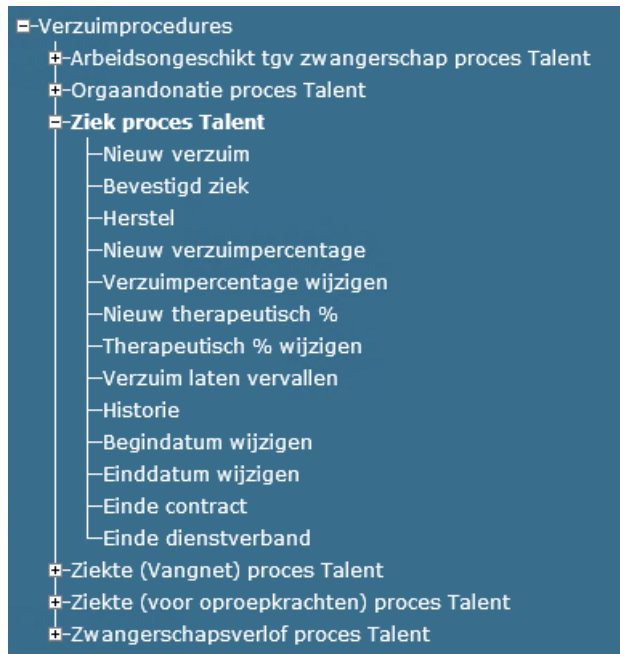 Verzuimprocedures
Arbeidsongeschikt tgv zwangerschap proces Talent
Orgaandonatie proces Talent
Ziek proces Talent
Nieuw verzuim
Bevestigd ziek
Herstel
Nieuw verzuimpercentage
Verzuimpercentage wijzigen
Nieuw therapeutisch %
Therapeutisch % wijzigen
Verzuim laten vervallen
Historie
Begindatum wijzigen
Einddatum wijzigen
Einde contract
Einde dienstverband
Ziekte (Vangnet) proces Talent
Ziekte (voor oproepkrachten) proces Talent
Zwangerschapsverlof proces Talent